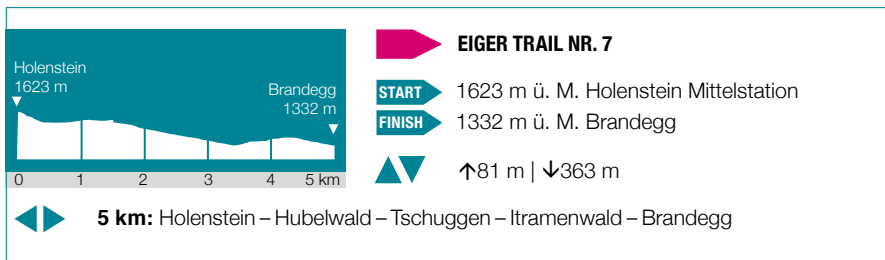 Holenstein
1623 m
Brandegg
1332 m
0 1 2 3 4 5 km
EIGER TRAIL NR. 7
START 1623 m ü. M. Holenstein Mittelstation
FINISH 1332 m ü. M. Brandegg
↑81 m | ↓363 m
5 km: Holenstein – Hubelwald – Tschuggen – Itramenwald – Brandegg